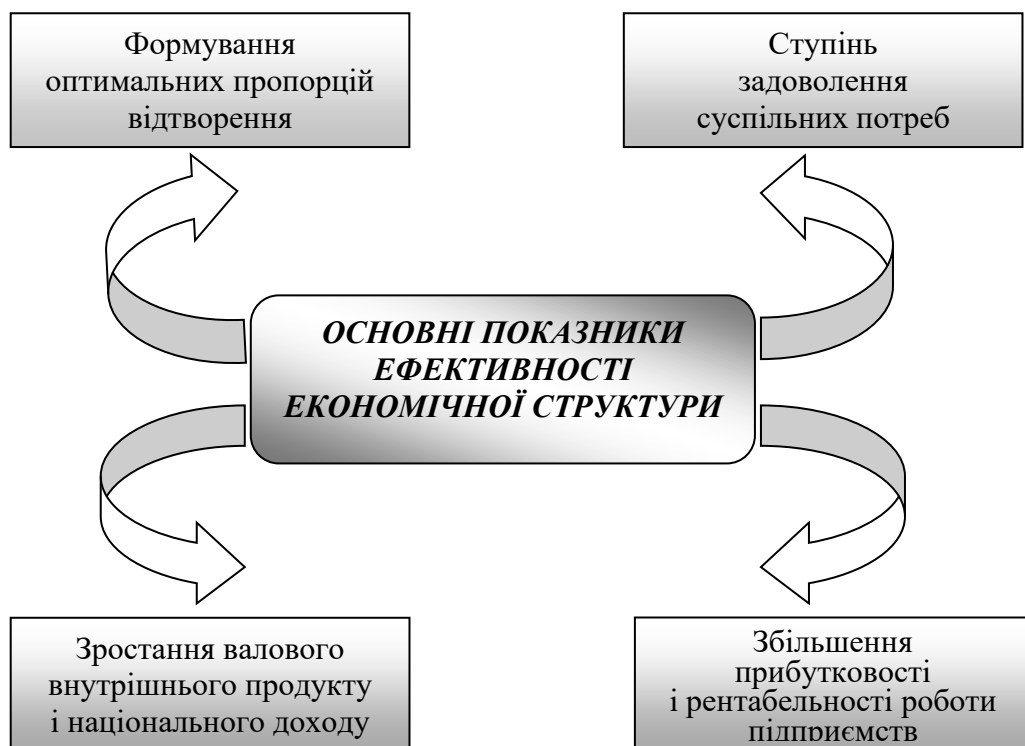 Формування
оптимальних пропорцій
відтворення
Ступінь
задоволення
суспільних потреб
ОСНОВНІ ПОКАЗНИКИ
ЕФЕКТИВНОСТІ
ЕКОНОМІЧНОЇ СТРУКТУРИ
Зростання валового
внутрішнього продукту
і національного доходу
Збільшення
прибутковості
і рентабельності роботи
підприємств